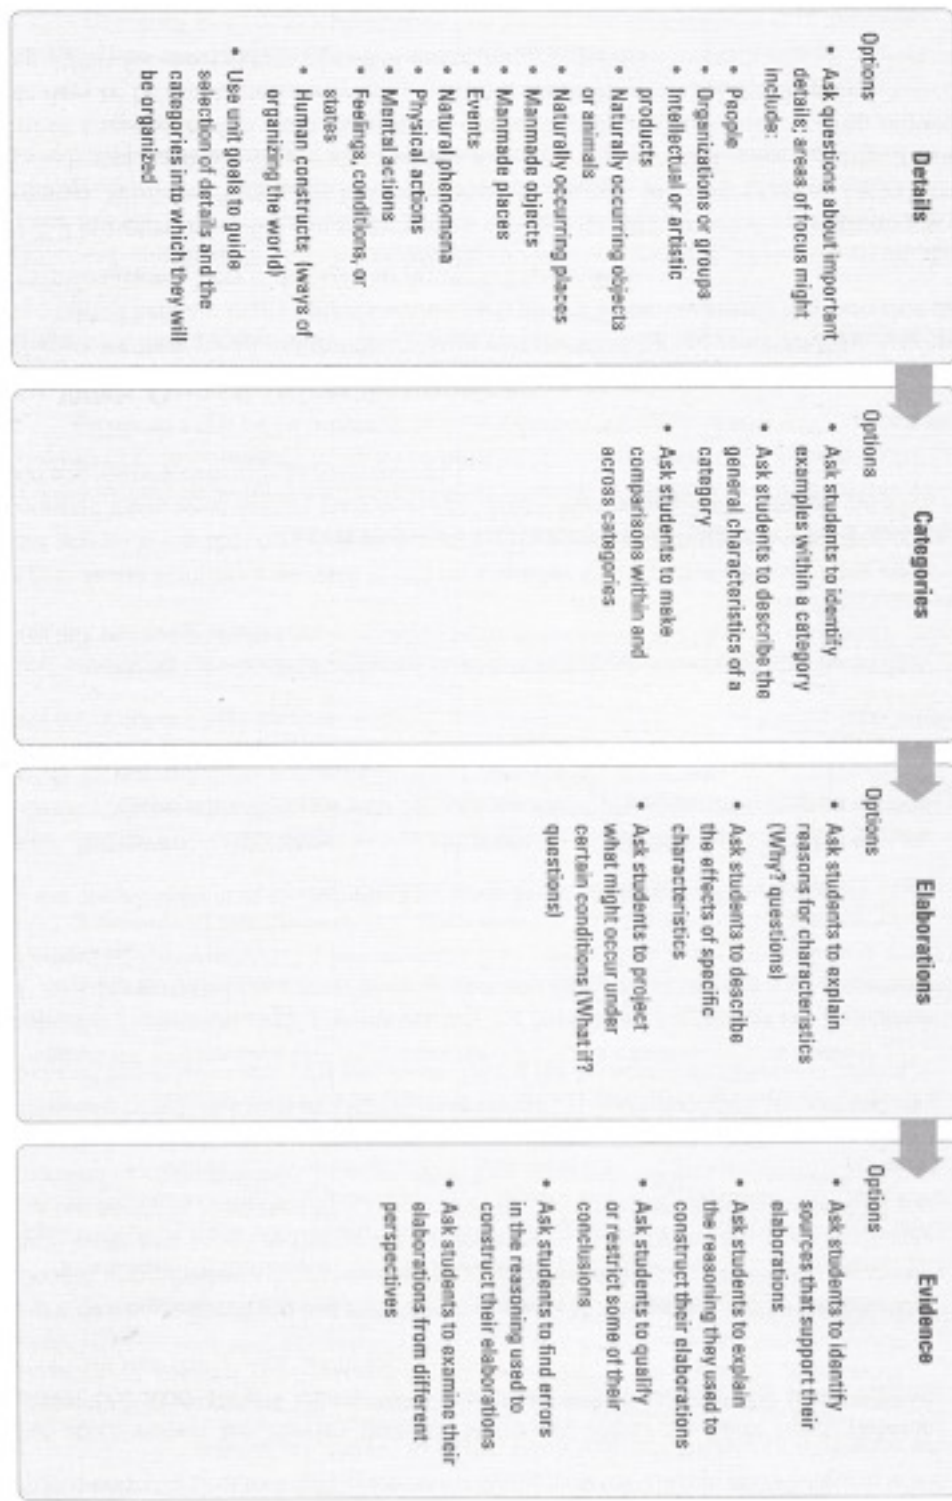 Details
Options
• Ask questions about important
details; areas of focus might
include:
• People
• Organizations or groups
• Intellectual or artistic
products
• Naturally occuring objects
or animals
• Naturally occuring places
• Manmade objects
• Manmade places
• Events
• Natural phenomena
• Physical actions
• Mental actions
• Feelings, conditions, or
states
• Human constructs (ways of
organizing the world)
• Use unit goals to guide
selection of details and the
categories into which they will
be organized
Categories
Options
• Ask students to identify
examples within a category
• Ask students to describe the
general characteristics of a
category
• Ask students to make
comparisons within and
across categories
Elaborations
Options
• Ask students to explain
reasons for characteristics
(Why? questions)
• Ask students to describe
the effects of specific
characteristics
• Ask students to project
what might occur under
certain conditions (What if?
questions)
Evidence
Options
• Ask students to identify
sources that support their
elaborations
• Ask students to explain
the reasoning they used to
construct their elaborations
• Ask students to qualify
or restrict some of their
conclusions
• Ask students to find errors
in the reasoning used to
construct their elaborations
• Ask students to examine their
elaborations from different
perspectives